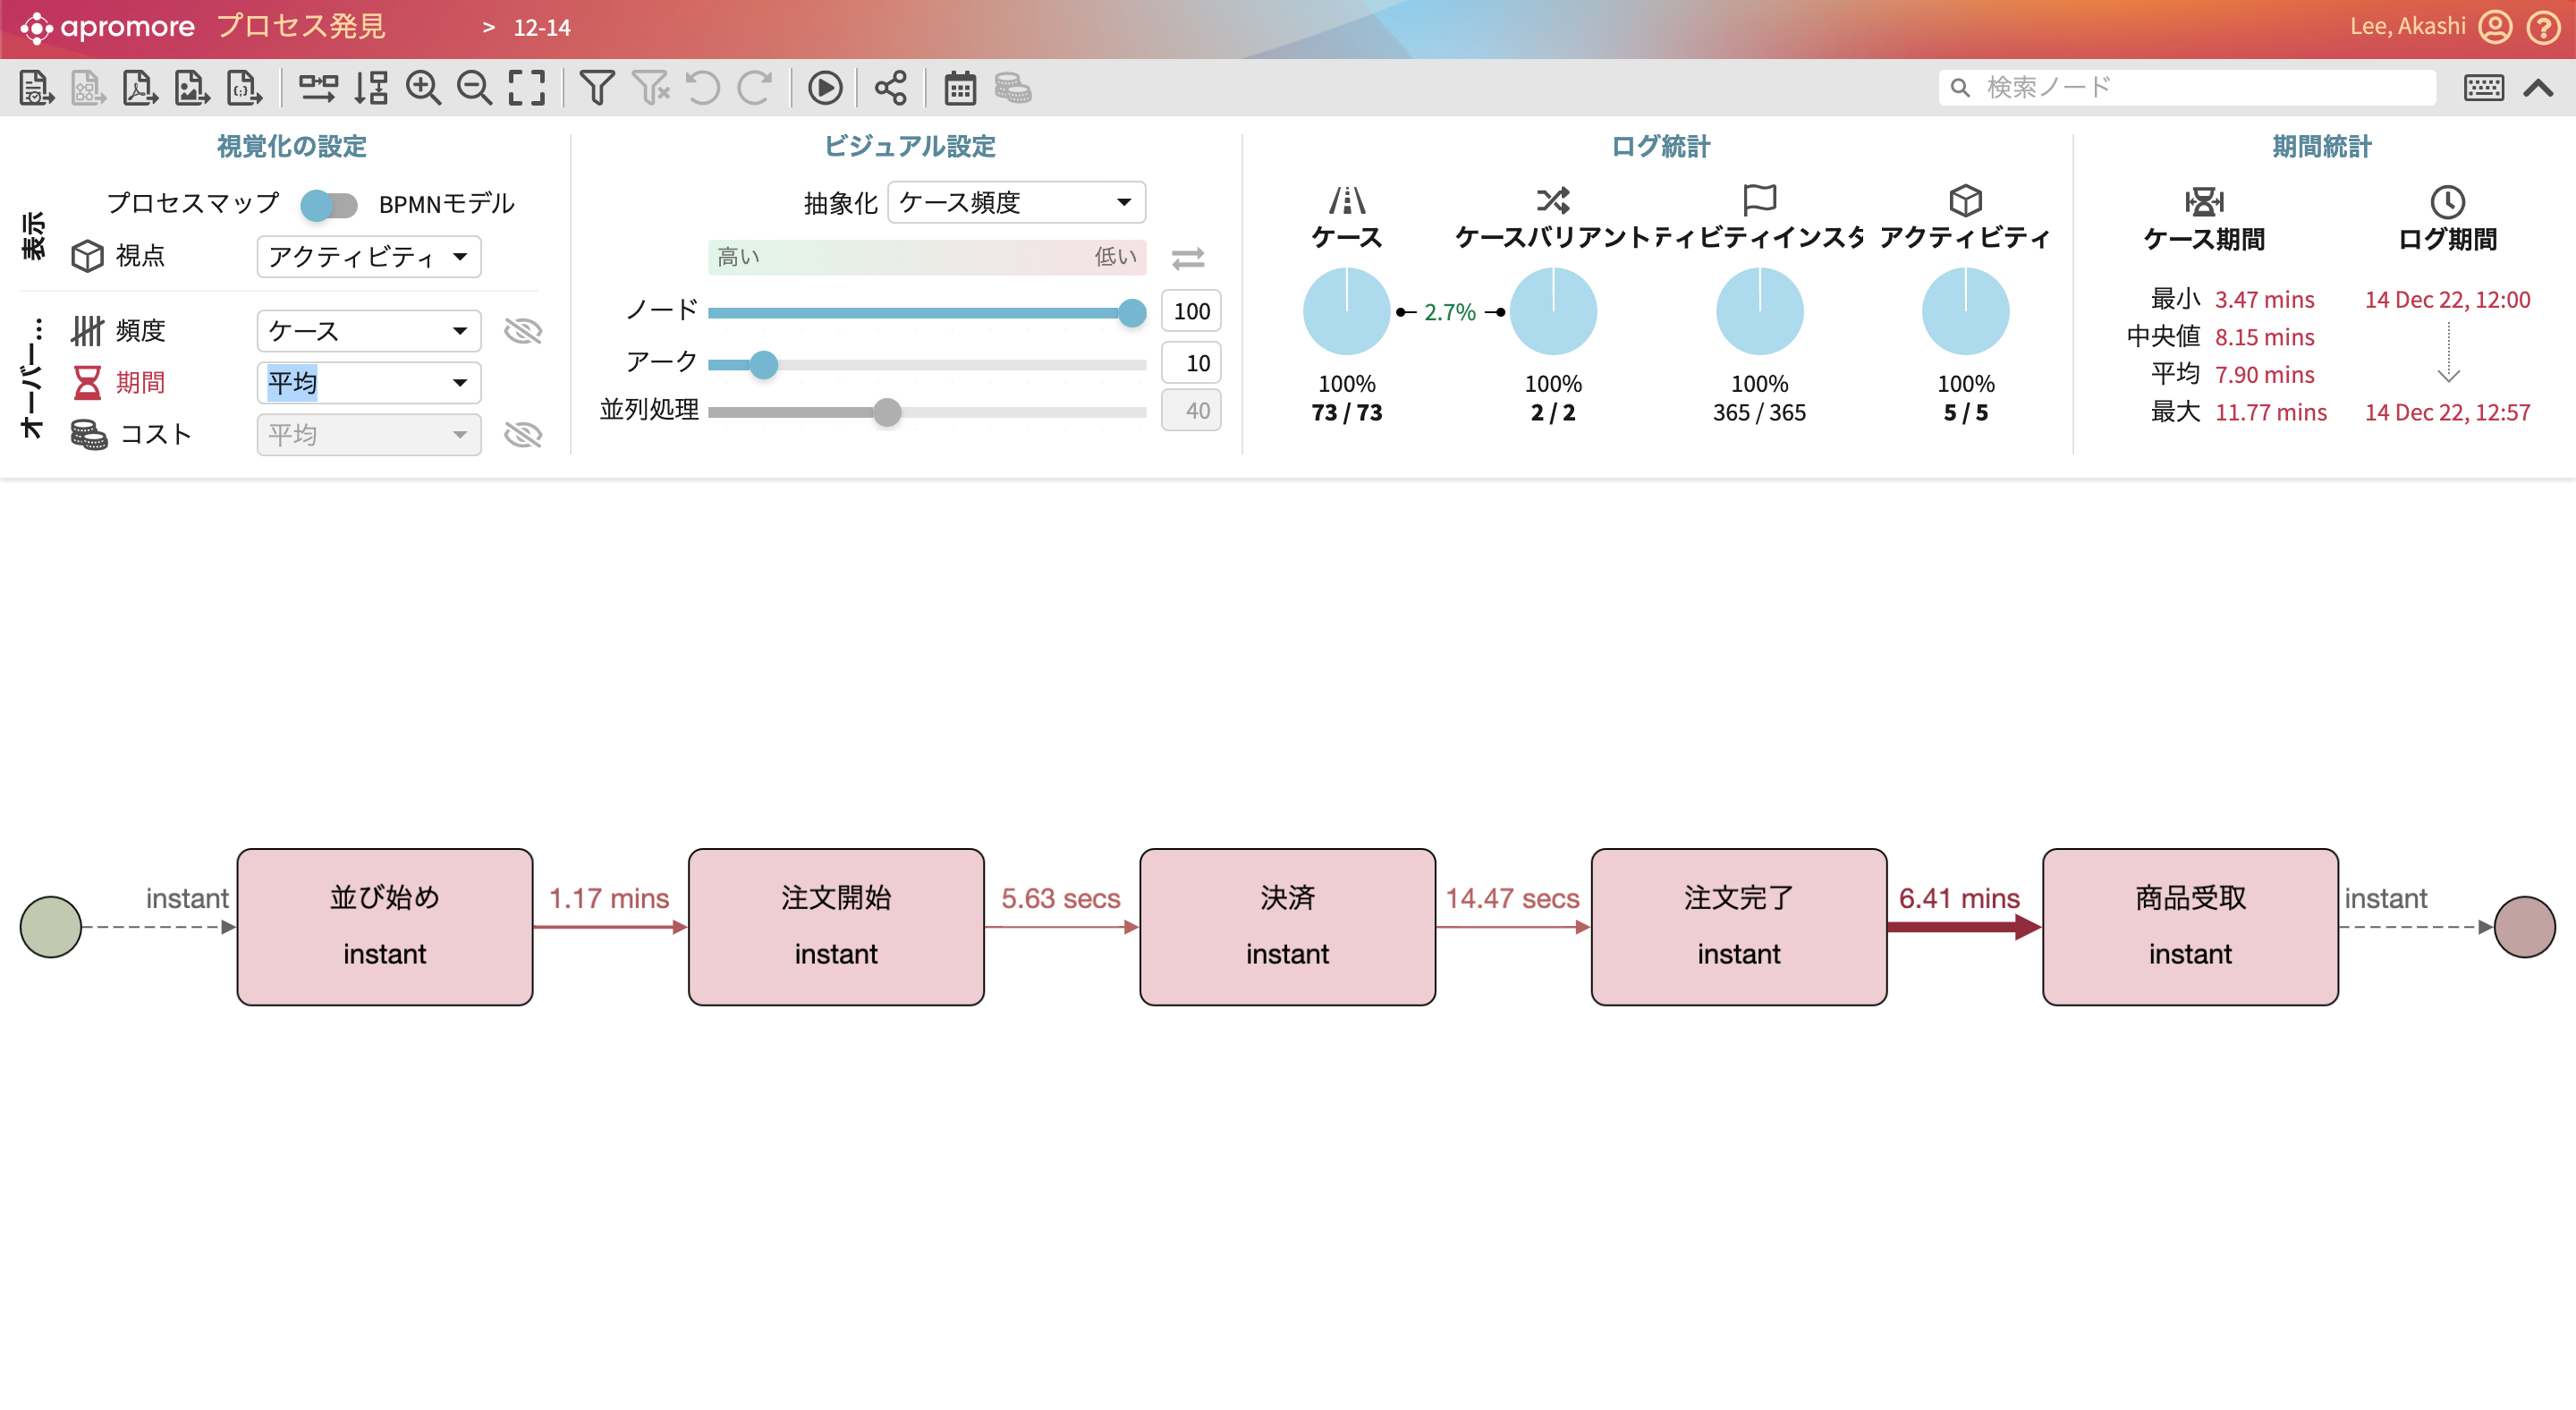 apromore プロセス発見 > 12-14 Lee, Akashi
検索ノード
視覚化の設定
表示
プロセスマップ BPMNモデル
視点 アクティビティ
オーバー…
頻度 ケース
期間 平均
コスト 平均
ビジュアル設定
抽象化 ケース頻度
高い 低い
ノード 100
アーク 10
並列処理 40
ログ統計
ケース ケースバリアント ティビティインスタ アクティビティ
2.7%
100% 100% 100% 100%
73 / 73 2 / 2 365 / 365 5 / 5
期間統計
ケース期間 ログ期間
最小 3.47 mins 14 Dec 22, 12:00
中央値 8.15 mins
平均 7.90 mins
最大 11.77 mins 14 Dec 22, 12:57
instant 並び始め 1.17 mins 注文開始 5.63 secs 決済 14.47 secs 注文完了 6.41 mins 商品受取 instant
instant instant instant instant instant